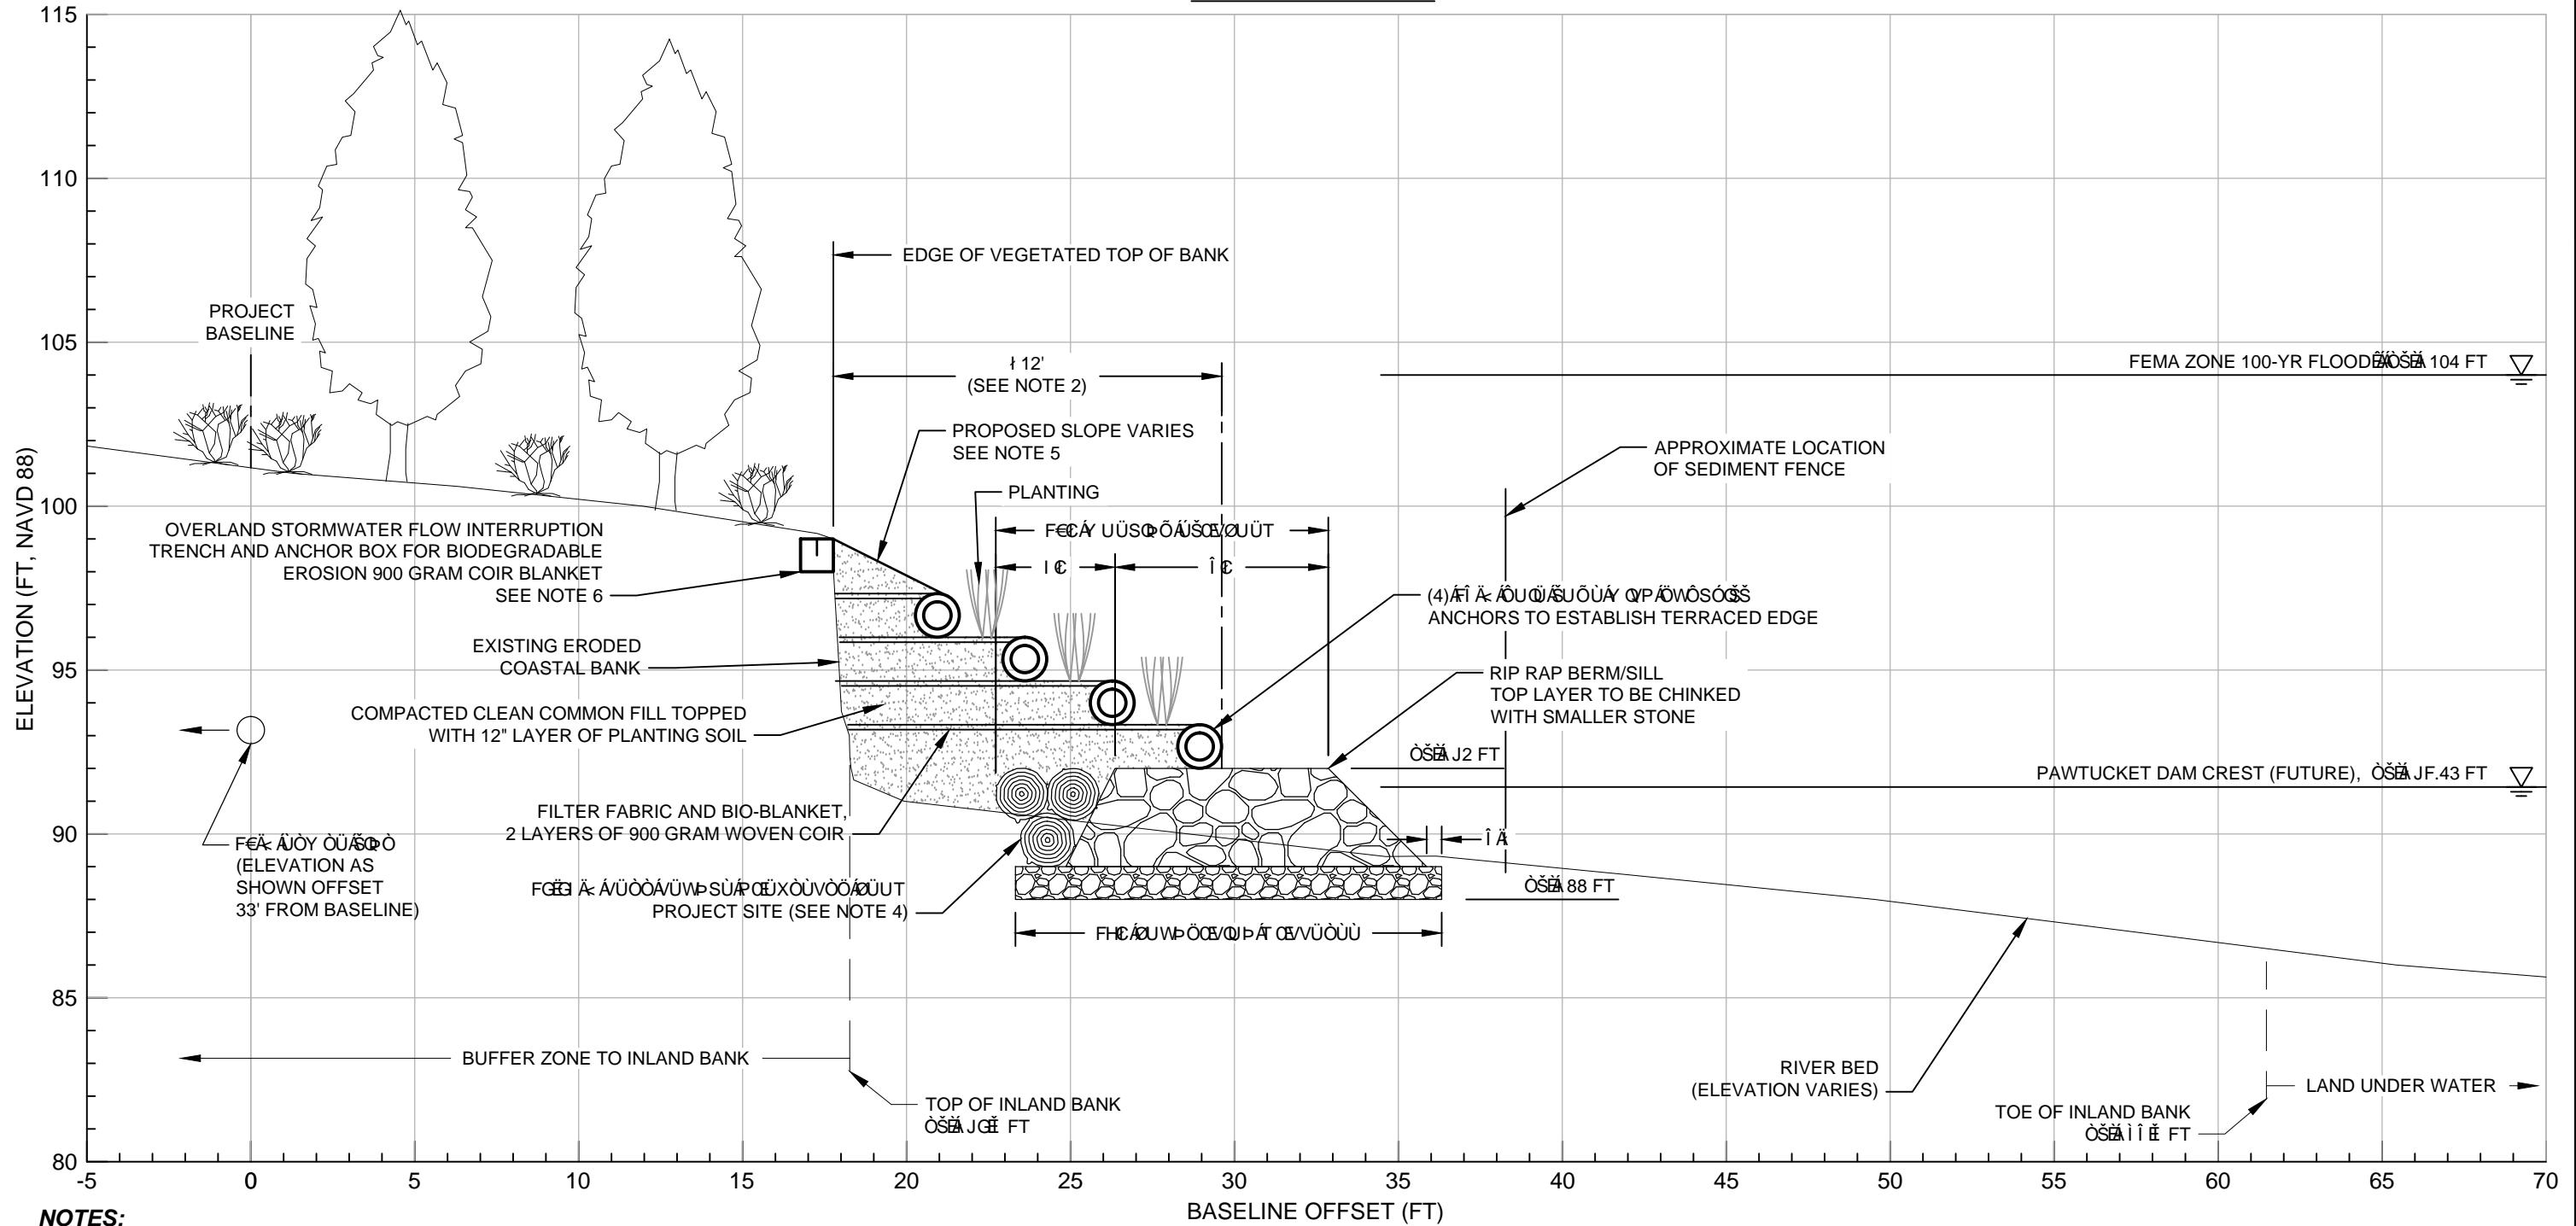 115
110
105
100
95
90
85
80
ELEVATION (FT, NAVD 88)
PROJECT
BASELINE
EDGE OF VEGETATED TOP OF BANK
12'
(SEE NOTE 2)
FEMA ZONE 100-YR FLOOD 104 FT
PROPOSED SLOPE VARIES
SEE NOTE 5
APPROXIMATE LOCATION
OF SEDIMENT FENCE
PLANTING
OVERLAND STORMWATER FLOW INTERRUPTION
TRENCH AND ANCHOR BOX FOR BIODEGRADABLE
EROSION 900 GRAM COIR BLANKET
SEE NOTE 6
(4)
ANCHORS TO ESTABLISH TERRACED EDGE
EXISTING ERODED
COASTAL BANK
RIP RAP BERM/SILL
TOP LAYER TO BE CHINKED
WITH SMALLER STONE
COMPACTED CLEAN COMMON FILL TOPPED
WITH 12" LAYER OF PLANTING SOIL
2 FT
PAWTUCKET DAM CREST (FUTURE), .43 FT
FILTER FABRIC AND BIO-BLANKET,
2 LAYERS OF 900 GRAM WOVEN COIR
(ELEVATION AS
SHOWN OFFSET
33' FROM BASELINE)
88 FT
PROJECT SITE (SEE NOTE 4)
BUFFER ZONE TO INLAND BANK
TOP OF INLAND BANK
FT
RIVER BED
(ELEVATION VARIES)
LAND UNDER WATER
TOE OF INLAND BANK
FT
-5 0 5 10 15 20 25 30 35 40 45 50 55 60 65 70
BASELINE OFFSET (FT)
NOTES: